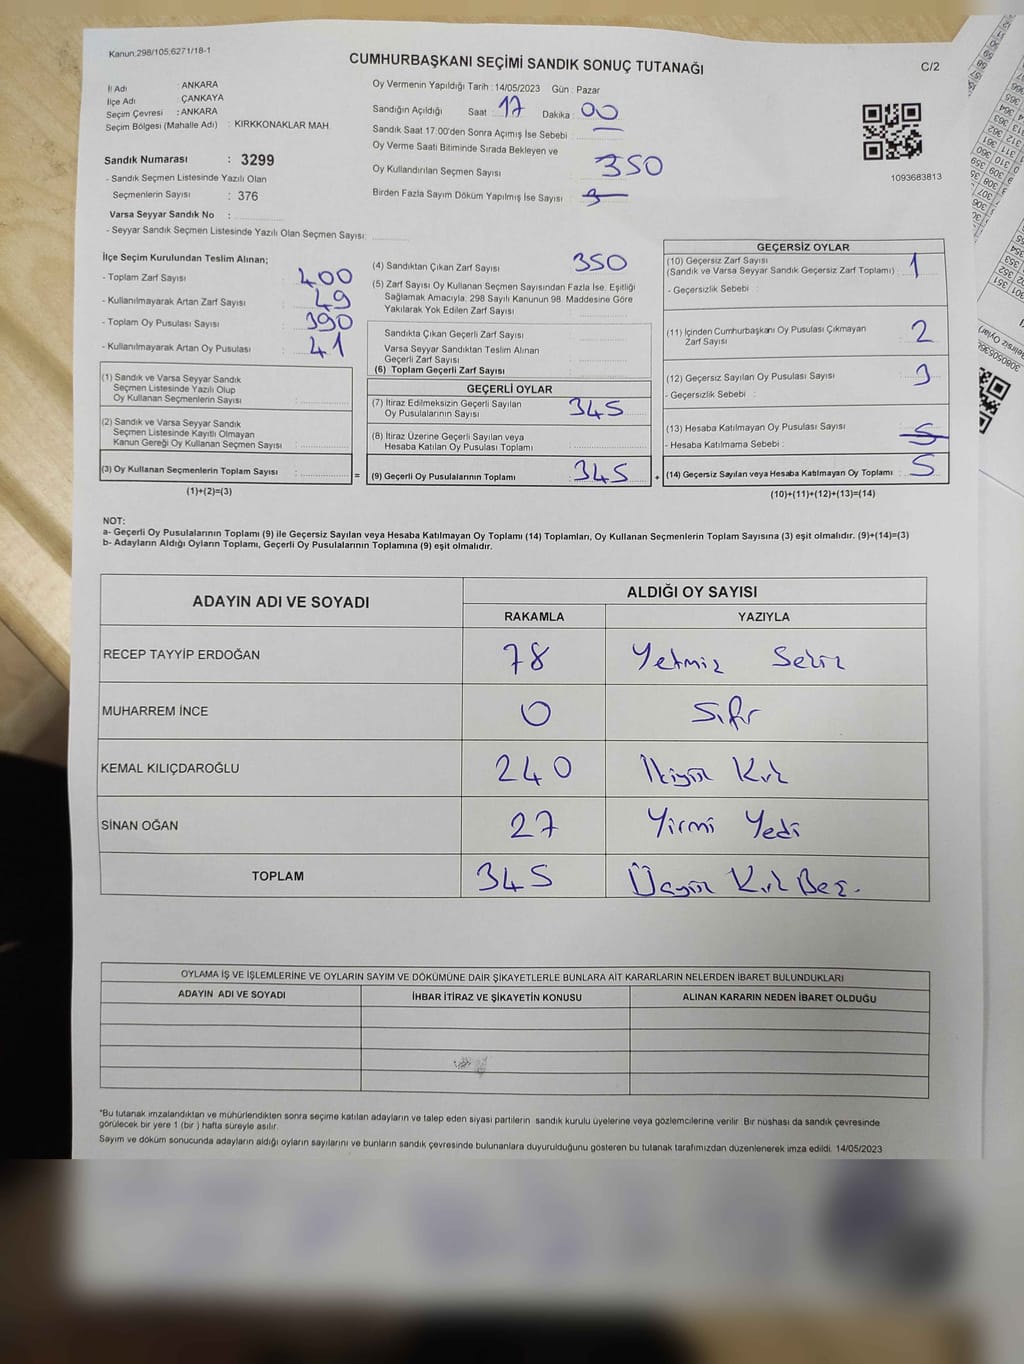 Kanun:298/105;6271/18-1
CUMHURBAŞKANI SEÇİMİ SANDIK SONUÇ TUTANAĞI
C/2
İl Adı : ANKARA
İlçe Adı : ÇANKAYA
Seçim Çevresi : ANKARA
Seçim Bölgesi (Mahalle Adı) : KIRKKONAKLAR MAH.
Sandık Numarası : 3299
- Sandık Seçmen Listesinde Yazılı Olan
Seçmenlerin Sayısı : 376
Varsa Seyyar Sandık No :
- Seyyar Sandık Seçmen Listesinde Yazılı Olan Seçmen Sayısı:
Oy Vermenin Yapıldığı Tarih : 14/05/2023 Gün : Pazar
Sandığın Açıldığı Saat : 17 Dakika : 00
Sandık Saat 17:00'den Sonra Açımış İse Sebebi :
Oy Verme Saati Bitiminde Sırada Bekleyen ve
Oy Kullandırılan Seçmen Sayısı : 350
Birden Fazla Sayım Döküm Yapılmış İse Sayısı :
1093683813
İlçe Seçim Kurulundan Teslim Alınan;
- Toplam Zarf Sayısı : 400
- Kullanılmayarak Artan Zarf Sayısı : 49
- Toplam Oy Pusulası Sayısı : 390
- Kullanılmayarak Artan Oy Pusulası : 41
(1) Sandık ve Varsa Seyyar Sandık
Seçmen Listesinde Yazılı Olup
Oy Kullanan Seçmenlerin Sayısı :
(2) Sandık ve Varsa Seyyar Sandık
Seçmen Listesinde Kayıtlı Olmayan
Kanun Gereği Oy Kullanan Seçmen Sayısı :
(3) Oy Kullanan Seçmenlerin Toplam Sayısı : =
(1)+(2)=(3)
(4) Sandıktan Çıkan Zarf Sayısı : 350
(5) Zarf Sayısı Oy Kullanan Seçmen Sayısından Fazla İse, Eşitliği
Sağlamak Amacıyla, 298 Sayılı Kanunun 98. Maddesine Göre
Yakılarak Yok Edilen Zarf Sayısı :
Sandıkta Çıkan Geçerli Zarf Sayısı :
Varsa Seyyar Sandıktan Teslim Alınan
Geçerli Zarf Sayısı :
(6) Toplam Geçerli Zarf Sayısı :
GEÇERLİ OYLAR
(7) İtiraz Edilmeksizin Geçerli Sayılan
Oy Pusulalarının Sayısı : 345
(8) İtiraz Üzerine Geçerli Sayılan veya
Hesaba Katılan Oy Pusulası Toplamı :
(9) Geçerli Oy Pusulalarının Toplamı : 345 +
GEÇERSİZ OYLAR
(10) Geçersiz Zarf Sayısı
(Sandık ve Varsa Seyyar Sandık Geçersiz Zarf Toplamı) : 1
- Geçersizlik Sebebi :
(11) İçinden Cumhurbaşkanı Oy Pusulası Çıkmayan
Zarf Sayısı : 2
(12) Geçersiz Sayılan Oy Pusulası Sayısı : 3
- Geçersizlik Sebebi :
(13) Hesaba Katılmayan Oy Pusulası Sayısı :
- Hesaba Katılmama Sebebi :
(14) Geçersiz Sayılan veya Hesaba Katılmayan Oy Toplamı : 5
(10)+(11)+(12)+(13)=(14)
NOT:
a- Geçerli Oy Pusulalarının Toplamı (9) ile Geçersiz Sayılan veya Hesaba Katılmayan Oy Toplamı (14) Toplamları, Oy Kullanan Seçmenlerin Toplam Sayısına (3) eşit olmalıdır. (9)+(14)=(3)
b- Adayların Aldığı Oyların Toplamı, Geçerli Oy Pusulalarının Toplamına (9) eşit olmalıdır.
ADAYIN ADI VE SOYADI
ALDIĞI OY SAYISI
RAKAMLA YAZIYLA
RECEP TAYYİP ERDOĞAN 78 Yetmiş Sekiz
MUHARREM İNCE 0 Sıfır
KEMAL KILIÇDAROĞLU 240 İkiyüz Kırk
SİNAN OĞAN 27 Yirmi Yedi
TOPLAM 345 Üçyüz Kırk Beş.
OYLAMA İŞ VE İŞLEMLERİNE VE OYLARIN SAYIM VE DÖKÜMÜNE DAİR ŞİKAYETLERLE BUNLARA AİT KARARLARIN NELERDEN İBARET BULUNDUKLARI
ADAYIN ADI VE SOYADI İHBAR İTİRAZ VE ŞİKAYETİN KONUSU ALINAN KARARIN NEDEN İBARET OLDUĞU
*Bu tutanak imzalandıktan ve mühürlendikten sonra seçime katılan adayların ve talep eden siyasi partilerin sandık kurulu üyelerine veya gözlemcilerine verilir. Bir nüshası da sandık çevresinde
görülecek bir yere 1 (bir ) hafta süreyle asılır.
Sayım ve döküm sonucunda adayların aldığı oyların sayılarını ve bunların sandık çevresinde bulunanlara duyurulduğunu gösteren bu tutanak tarafımızdan düzenlenerek imza edildi. 14/05/2023